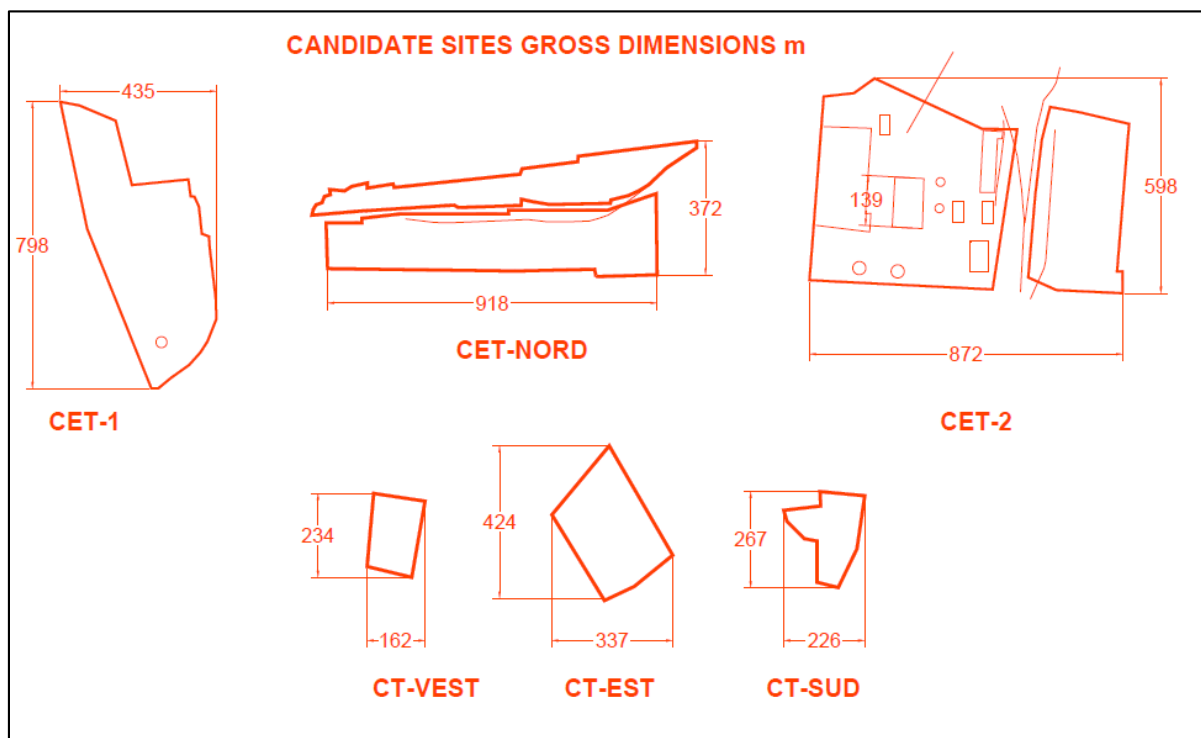 CANDIDATE SITES GROSS DIMENSIONS m
435
798
CET-1
372
918
CET-NORD
139
598
872
CET-2
234
162
CT-VEST
424
337
CT-EST
267
226
CT-SUD